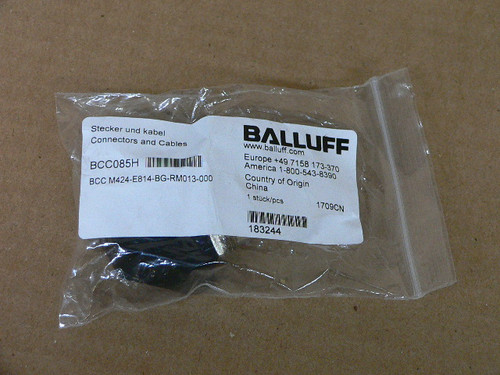 Stecker und kabel
Connectors and Cables
BCC085H
BCC M424-E814-BG-RM013-000
BALLUFF
www.balluff.com
Europe +49 7158 173-370
America 1-800-543-8390
Country of Origin
China
1 stück/pcs 1709CN
183244